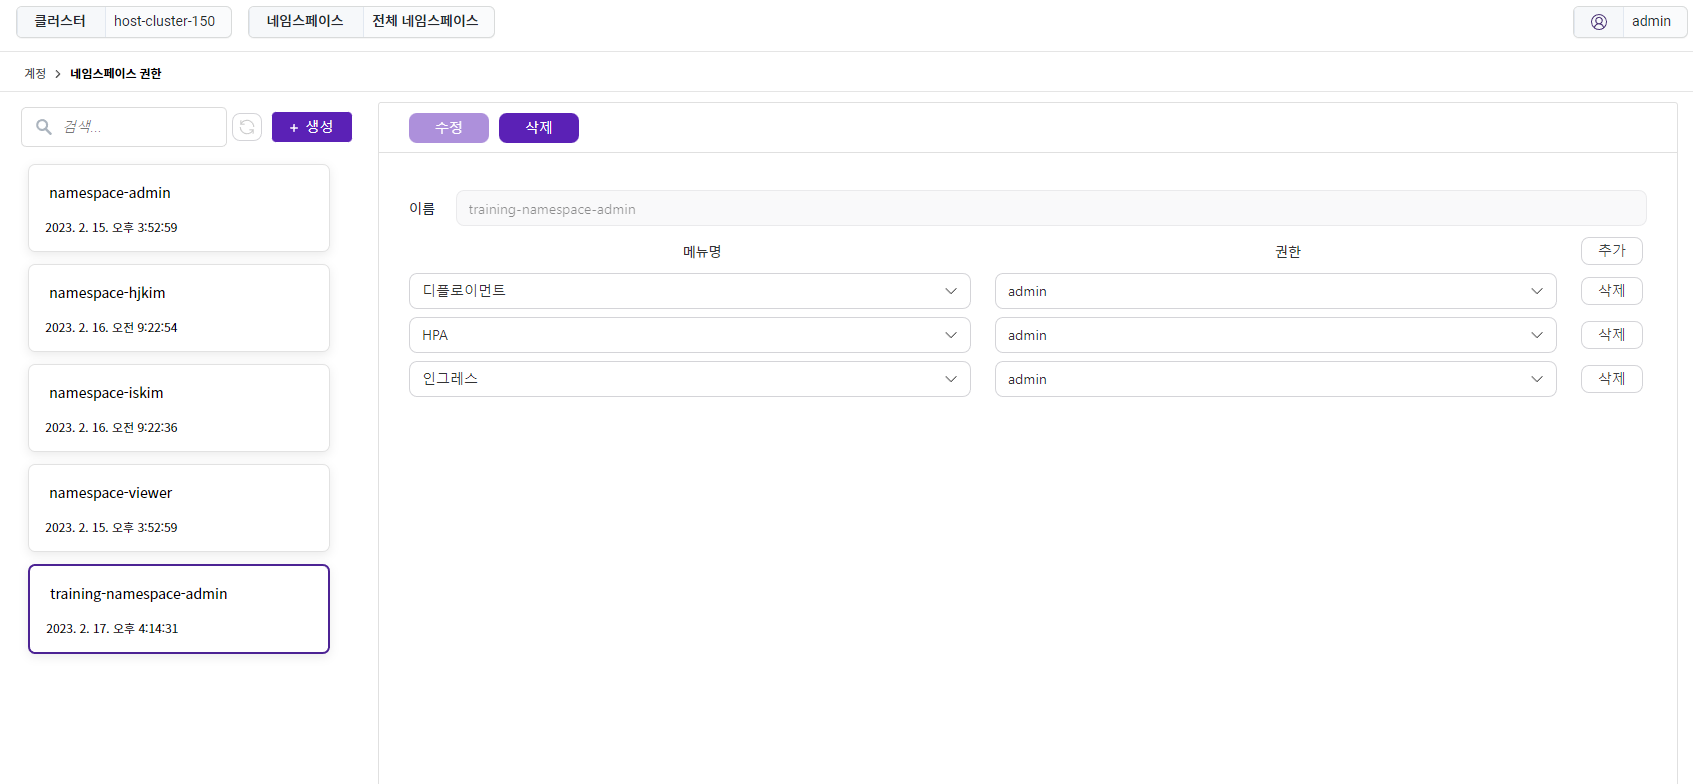 클러스터 host-cluster-150 네임스페이스 전체 네임스페이스 admin
계정 > 네임스페이스 권한
검색...
+ 생성
namespace-admin
2023. 2. 15. 오후 3:52:59
namespace-hjkim
2023. 2. 16. 오전 9:22:54
namespace-iskim
2023. 2. 16. 오전 9:22:36
namespace-viewer
2023. 2. 15. 오후 3:52:59
training-namespace-admin
2023. 2. 17. 오후 4:14:31
수정 삭제
이름 training-namespace-admin
메뉴명 권한 추가
디플로이먼트 admin 삭제
HPA admin 삭제
인그레스 admin 삭제